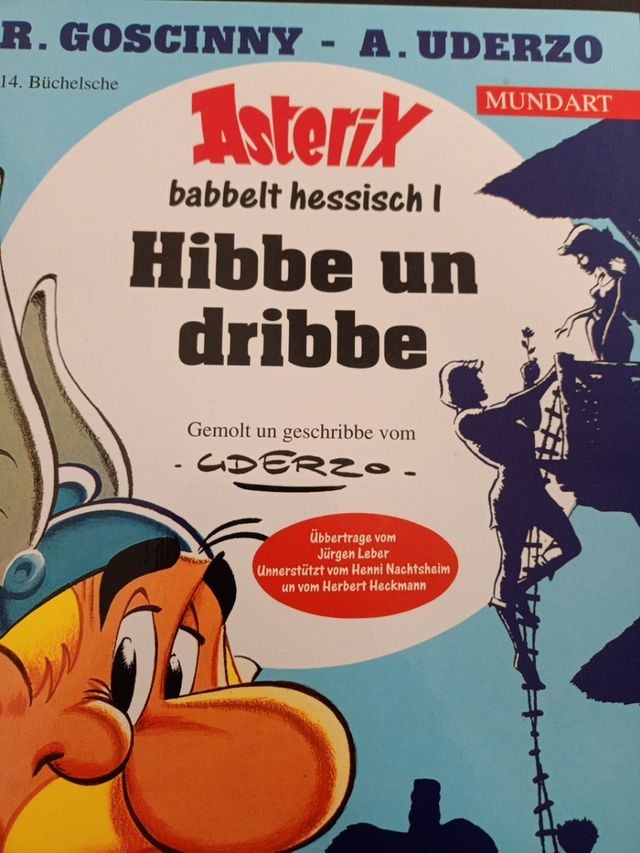 R. GOSCINNY - A. UDERZO
14. Büchelsche
MUNDART
Asterix
babbelt hessisch I
Hibbe un
dribbe
Gemolt un geschribbe vom
- UDERZO -
Übbertrage vom
Jürgen Leber
Unnerstützt vom Henni Nachtsheim
un vom Herbert Heckmann